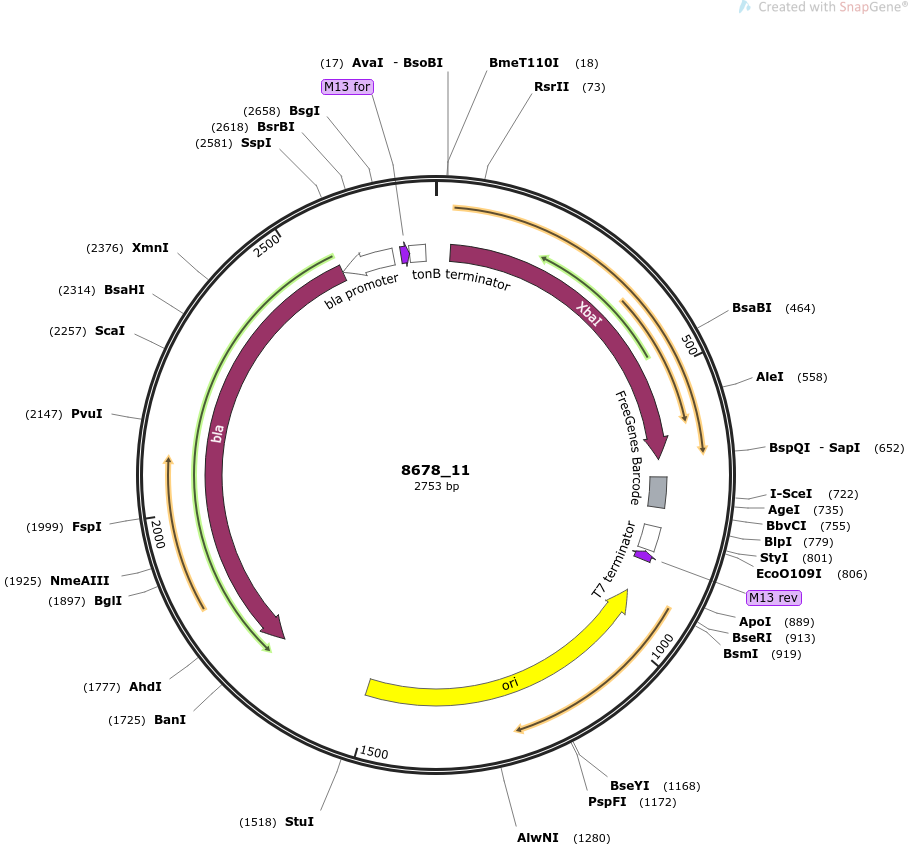 Created with SnapGene®
(17) AvaI - BsoBI
BmeT110I (18)
M13 for
RsrII (73)
(2658) BsgI
(2618) BsrBI
(2581) SspI
2500
tonB terminator
bla promoter
(2376) XmnI
(2314) BsaHI
(2257) ScaI
(2147) PvuI
(1999) FspI
(1925) NmeAIII
(1897) BglI
(1777) AhdI
(1725) BanI
(1518) StuI
XbaI
BsaBI (464)
500
AleI (558)
FreeGenes Barcode
BspQI - SapI (652)
bla
8678_11
2753 bp
I-SceI (722)
AgeI (735)
BbvCI (755)
BlpI (779)
StyI (801)
EcoO109I (806)
2000
T7 terminator
M13 rev
ApoI (889)
BseRI (913)
BsmI (919)
1000
ori
1500
BseYI (1168)
PspFI (1172)
AlwNI (1280)